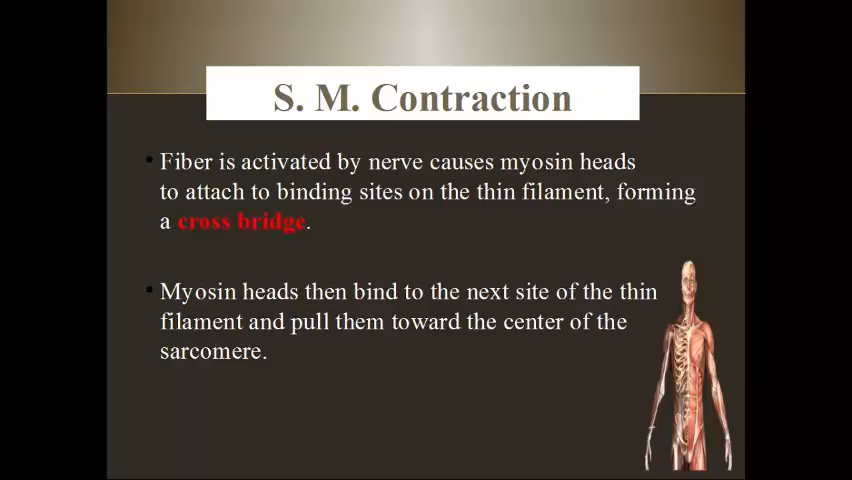 S. M. Contraction
• Fiber is activated by nerve causes myosin heads
to attach to binding sites on the thin filament, forming
a cross bridge.
• Myosin heads then bind to the next site of the thin
filament and pull them toward the center of the
sarcomere.